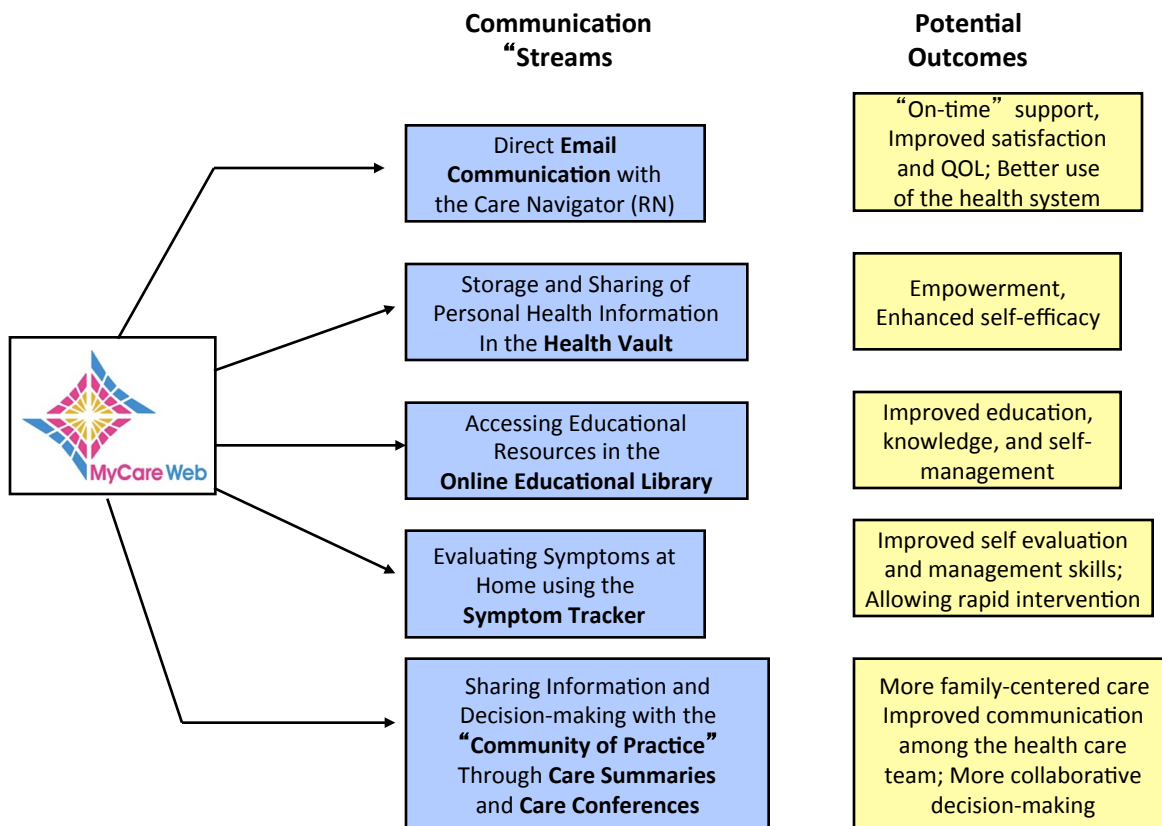 Communication
“Streams
Potential
Outcomes
Direct Email
Communication with
the Care Navigator (RN)
“On-time” support,
Improved satisfaction
and QOL; Better use
of the health system
Storage and Sharing of
Personal Health Information
In the Health Vault
Empowerment,
Enhanced self-efficacy
MyCare Web
Accessing Educational
Resources in the
Online Educational Library
Improved education,
knowledge, and self-
management
Evaluating Symptoms at
Home using the
Symptom Tracker
Improved self evaluation
and management skills;
Allowing rapid intervention
Sharing Information and
Decision-making with the
“Community of Practice”
Through Care Summaries
and Care Conferences
More family-centered care
Improved communication
among the health care
team; More collaborative
decision-making